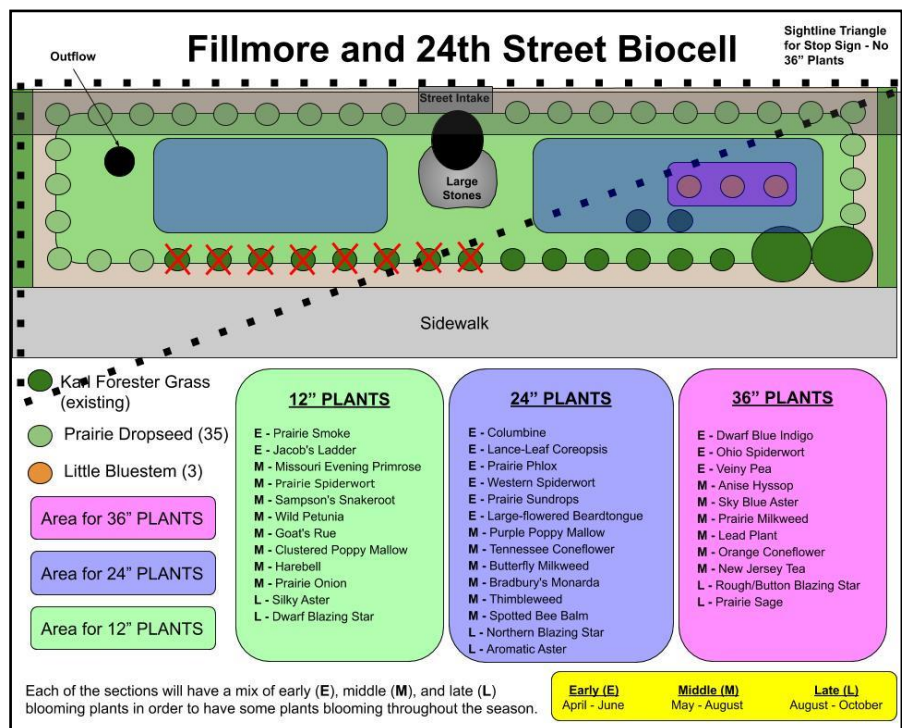 Fillmore and 24th Street Biocell
Sightline Triangle
for Stop Sign - No
36” Plants
Outflow
Street Intake
Large
Stones
Sidewalk
Karl Forester Grass
(existing)
Prairie Dropseed (35)
Little Bluestem (3)
Area for 36” PLANTS
Area for 24” PLANTS
Area for 12” PLANTS
12” PLANTS
E - Prairie Smoke
E - Jacob's Ladder
M - Missouri Evening Primrose
M - Prairie Spiderwort
M - Sampson's Snakeroot
M - Wild Petunia
M - Goat's Rue
M - Clustered Poppy Mallow
M - Harebell
M - Prairie Onion
L - Silky Aster
L - Dwarf Blazing Star
24” PLANTS
E - Columbine
E - Lance-Leaf Coreopsis
E - Prairie Phlox
E - Western Spiderwort
E - Prairie Sundrops
E - Large-flowered Beardtongue
M - Purple Poppy Mallow
M - Tennessee Coneflower
M - Butterfly Milkweed
M - Bradbury's Monarda
M - Thimbleweed
M - Spotted Bee Balm
L - Northern Blazing Star
L - Aromatic Aster
36” PLANTS
E - Dwarf Blue Indigo
E - Ohio Spiderwort
E - Veiny Pea
M - Anise Hyssop
M - Sky Blue Aster
M - Prairie Milkweed
M - Lead Plant
M - Orange Coneflower
M - New Jersey Tea
L - Rough/Button Blazing Star
L - Prairie Sage
Each of the sections will have a mix of early (E), middle (M), and late (L)
blooming plants in order to have some plants blooming throughout the season.
Early (E)
April - June
Middle (M)
May - August
Late (L)
August - October